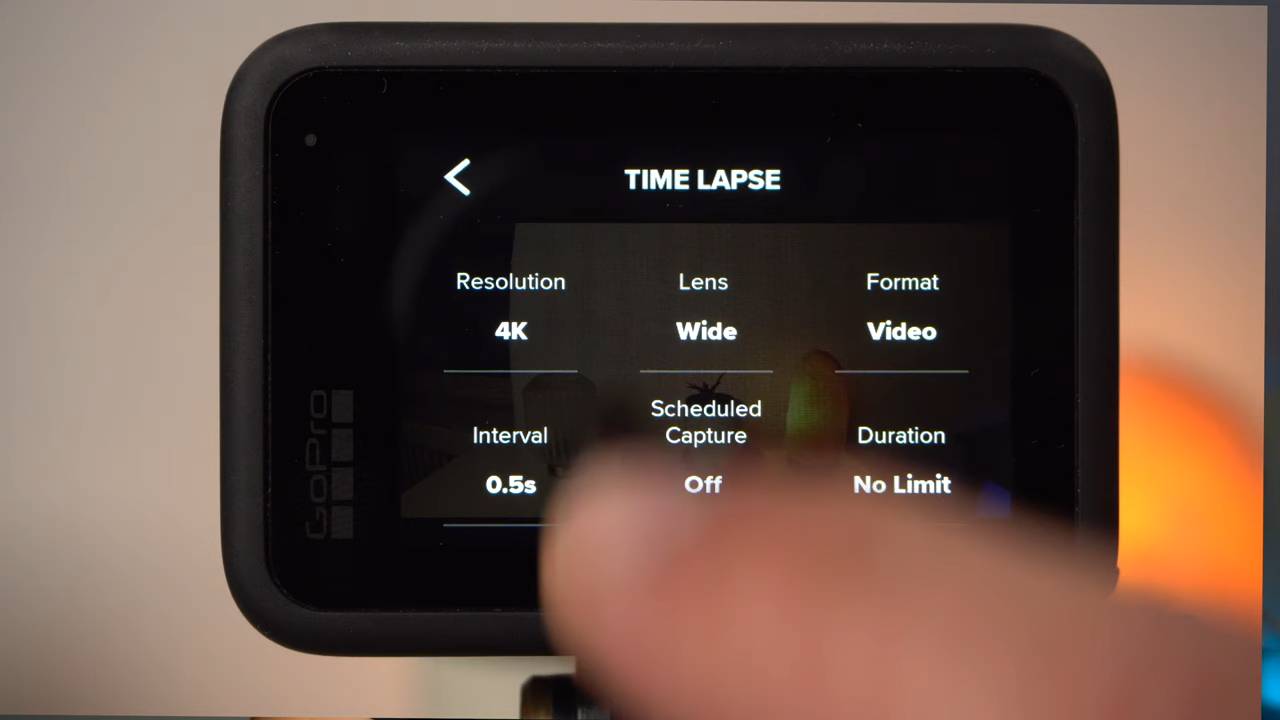 TIME LAPSE
Resolution
Lens
Format
4K
Wide
Video
Scheduled
Capture
Interval
Duration
0.5s
Off
No Limit
GoPro